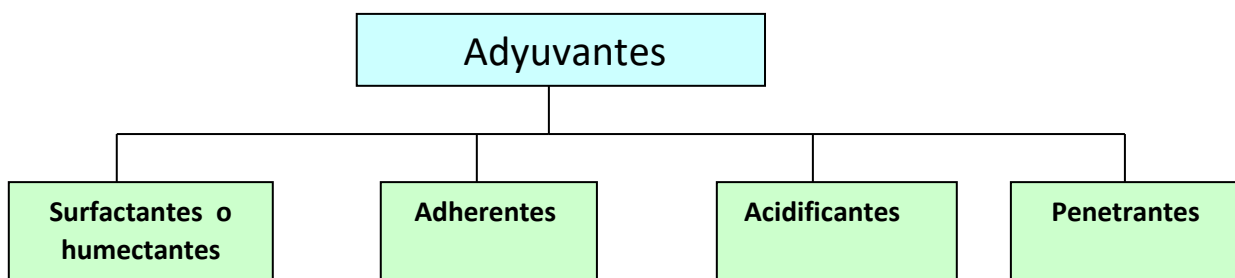 Adyuvantes
Surfactantes o
humectantes
Adherentes
Acidificantes
Penetrantes